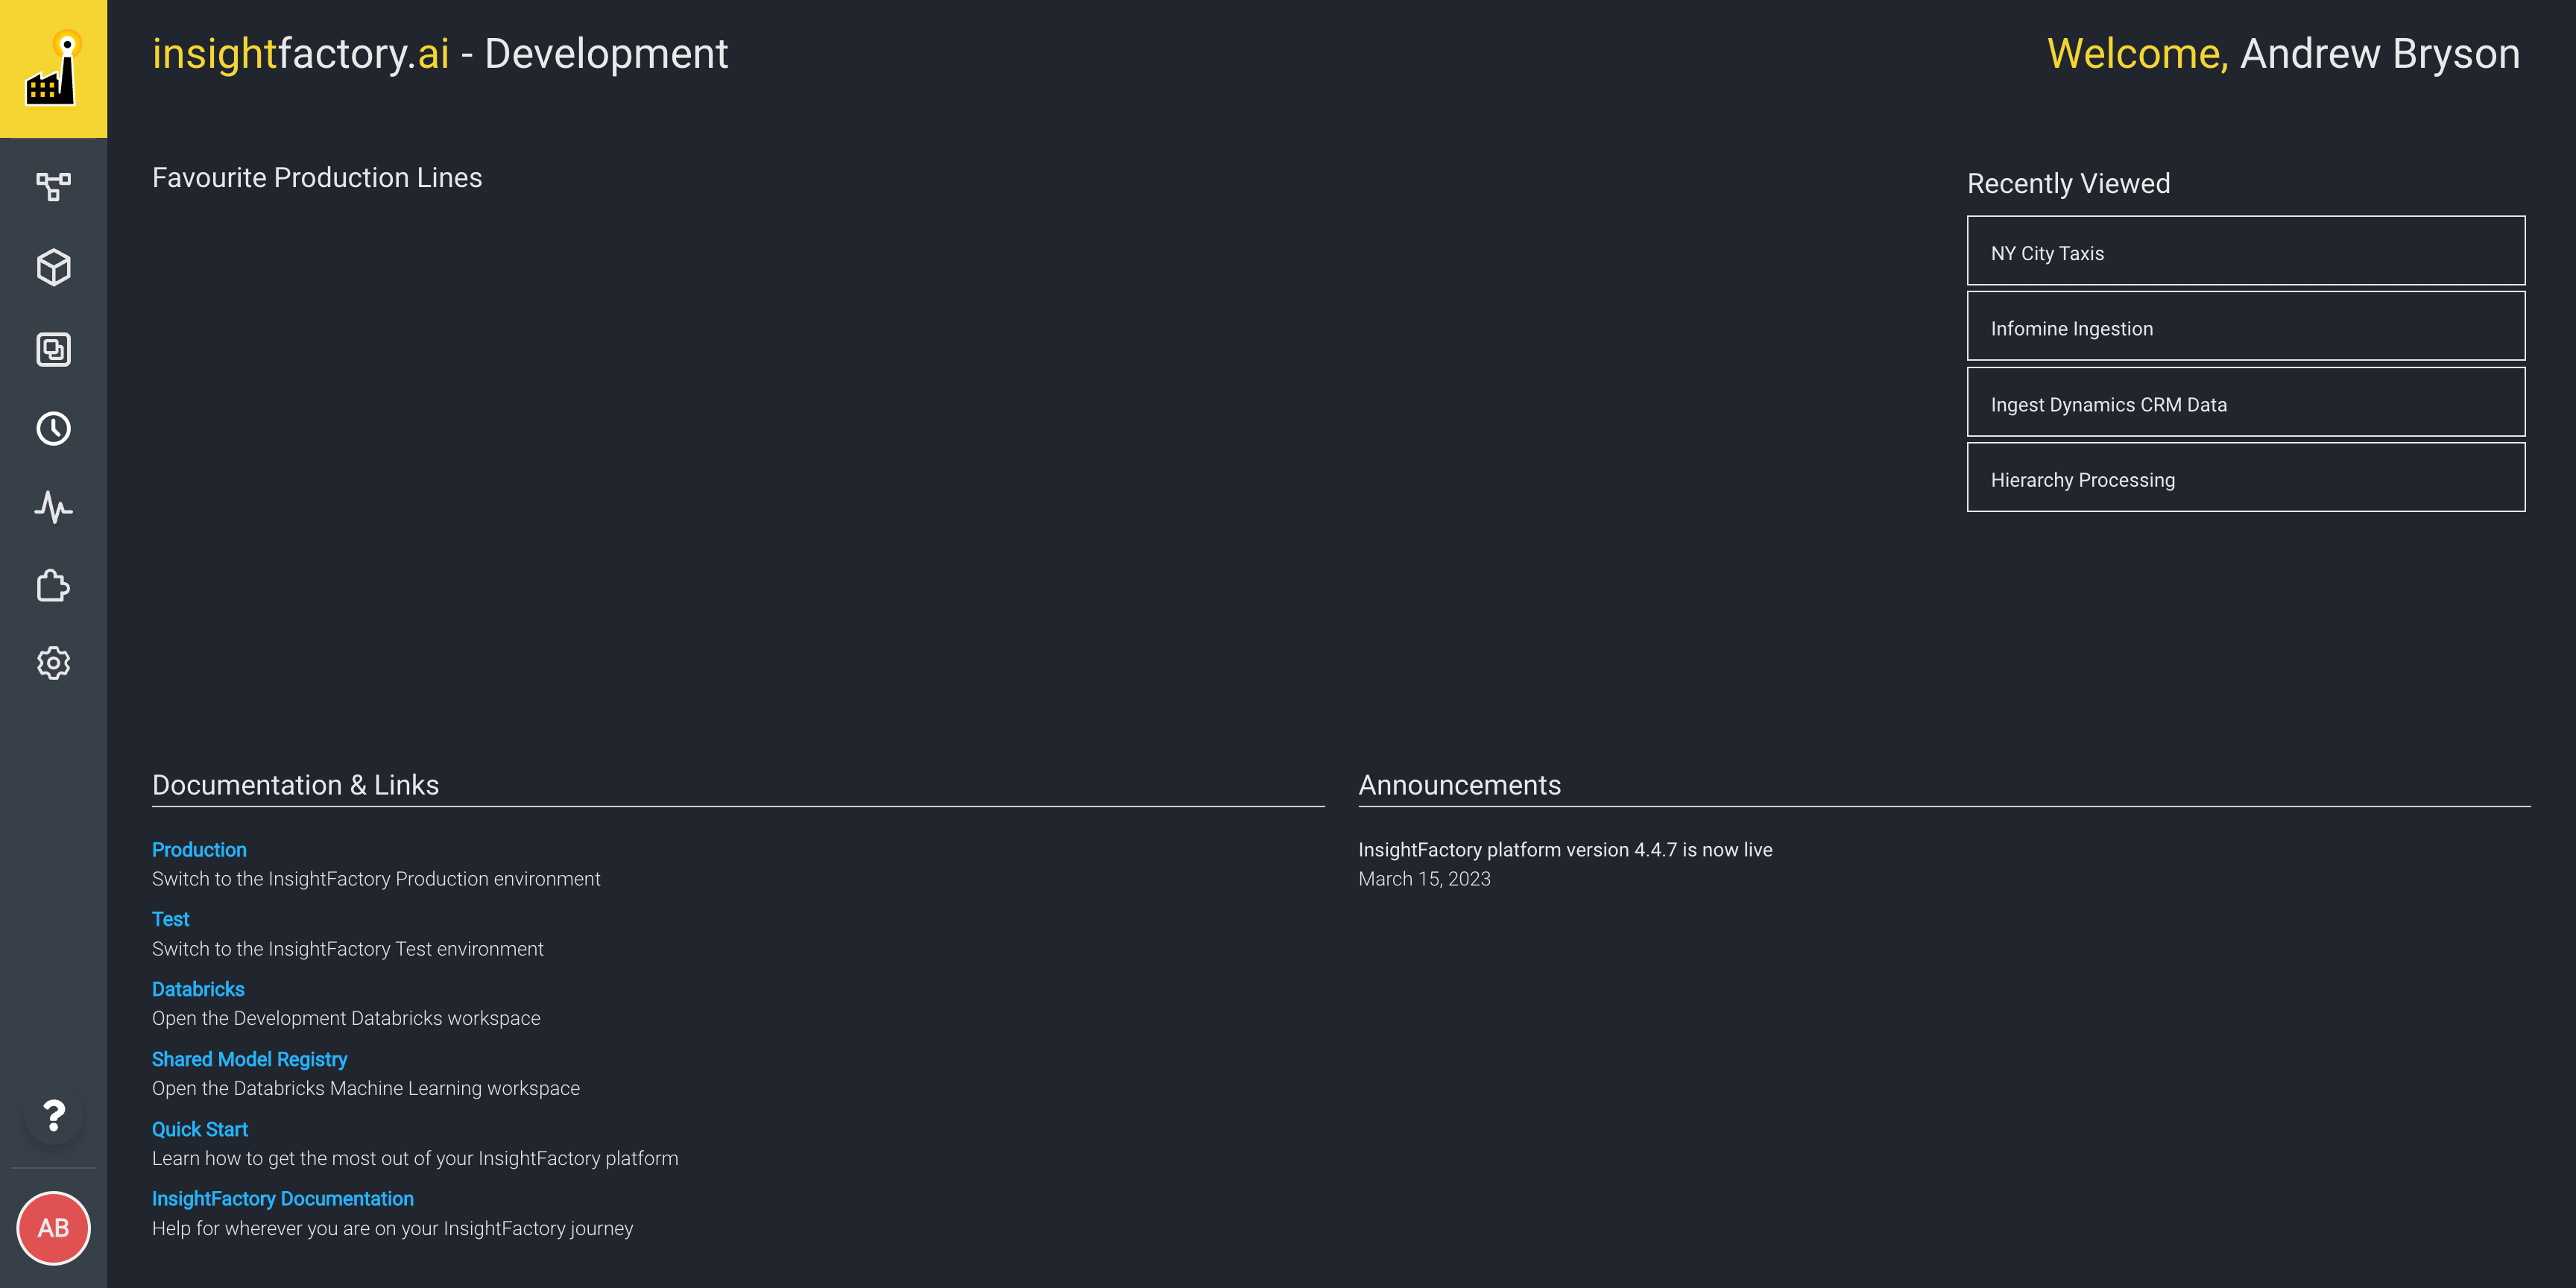 insightfactory.ai - Development
Welcome, Andrew Bryson
Favourite Production Lines
Recently Viewed
NY City Taxis
Infomine Ingestion
Ingest Dynamics CRM Data
Hierarchy Processing
Documentation & Links
Production
Switch to the InsightFactory Production environment
Test
Switch to the InsightFactory Test environment
Databricks
Open the Development Databricks workspace
Shared Model Registry
Open the Databricks Machine Learning workspace
Quick Start
Learn how to get the most out of your InsightFactory platform
InsightFactory Documentation
Help for wherever you are on your InsightFactory journey
Announcements
InsightFactory platform version 4.4.7 is now live
March 15, 2023
?
AB